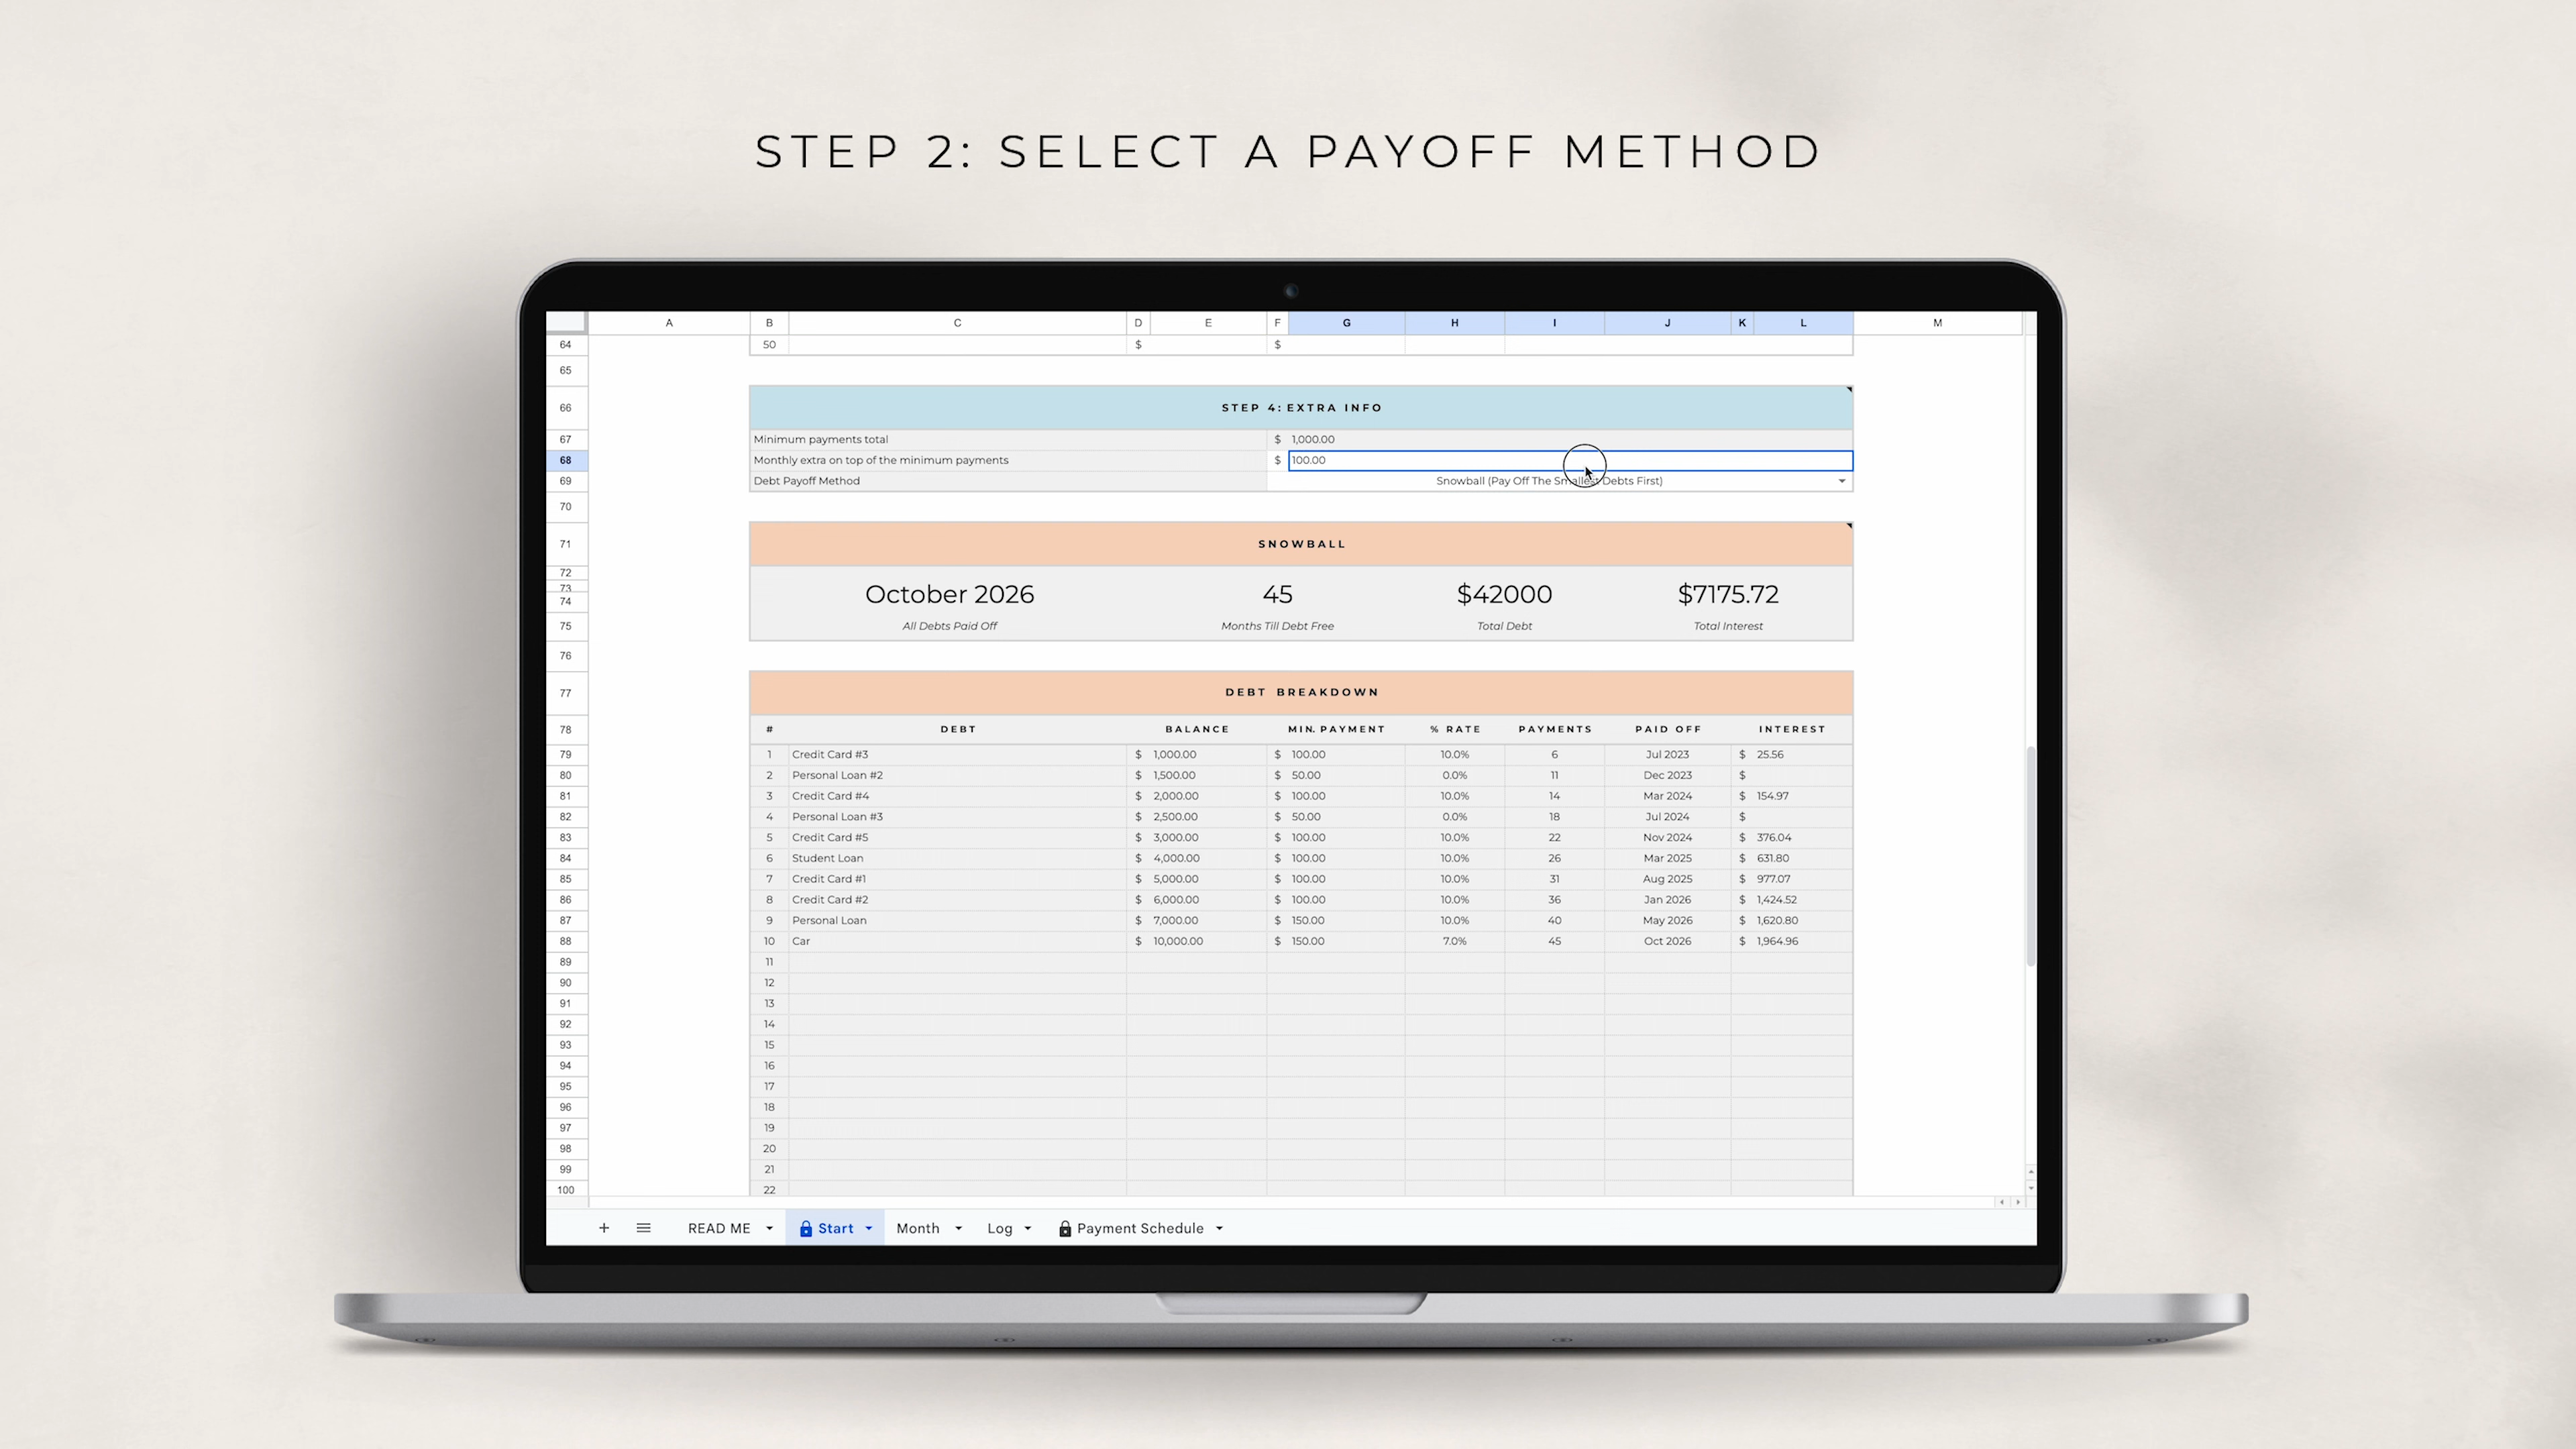 STEP 2: SELECT A PAYOFF METHOD
A B C D E F G H I J K L M
64 50 $ $
65
66 STEP 4: EXTRA INFO
67 Minimum payments total $ 1,000.00
68 Monthly extra on top of the minimum payments $ 100.00
69 Debt Payoff Method Snowball (Pay Off The Smallest Debts First)
70
71 SNOWBALL
72
73
74 October 2026 45 $42000 $7175.72
75 All Debts Paid Off Months Till Debt Free Total Debt Total Interest
76
77 DEBT BREAKDOWN
78 # DEBT BALANCE MIN. PAYMENT % RATE PAYMENTS PAID OFF INTEREST
79 1 Credit Card #3 $ 1,000.00 $ 100.00 10.0% 6 Jul 2023 $ 25.56
80 2 Personal Loan #2 $ 1,500.00 $ 50.00 0.0% 11 Dec 2023 $
81 3 Credit Card #4 $ 2,000.00 $ 100.00 10.0% 14 Mar 2024 $ 154.97
82 4 Personal Loan #3 $ 2,500.00 $ 50.00 0.0% 18 Jul 2024 $
83 5 Credit Card #5 $ 3,000.00 $ 100.00 10.0% 22 Nov 2024 $ 376.04
84 6 Student Loan $ 4,000.00 $ 100.00 10.0% 26 Mar 2025 $ 631.80
85 7 Credit Card #1 $ 5,000.00 $ 100.00 10.0% 31 Aug 2025 $ 977.07
86 8 Credit Card #2 $ 6,000.00 $ 100.00 10.0% 36 Jan 2026 $ 1,424.52
87 9 Personal Loan $ 7,000.00 $ 150.00 10.0% 40 May 2026 $ 1,620.80
88 10 Car $ 10,000.00 $ 150.00 7.0% 45 Oct 2026 $ 1,964.96
89 11
90 12
91 13
92 14
93 15
94 16
95 17
96 18
97 19
98 20
99 21
100 22
+ READ ME Start Month Log Payment Schedule